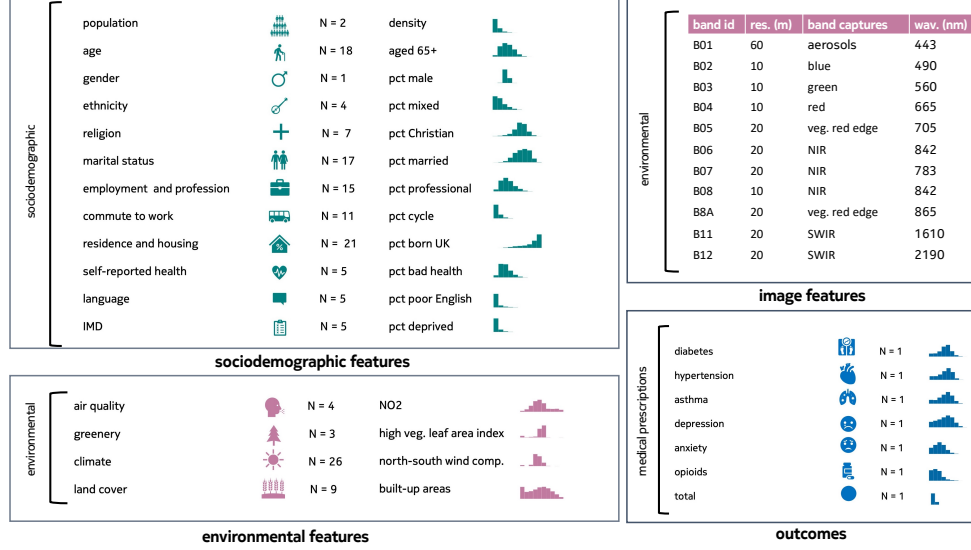 sociodemographic
population N = 2 density
age N = 18 aged 65+
gender N = 1 pct male
ethnicity N = 4 pct mixed
religion N = 7 pct Christian
marital status N = 17 pct married
employment and profession N = 15 pct professional
commute to work N = 11 pct cycle
residence and housing % N = 21 pct born UK
self-reported health N = 5 pct bad health
language N = 5 pct poor English
IMD N = 5 pct deprived
sociodemographic features
environmental
air quality N = 4 NO2
greenery N = 3 high veg. leaf area index
climate N = 26 north-south wind comp.
land cover N = 9 built-up areas
environmental features
environmental
band id res. (m) band captures wav. (nm)
B01 60 aerosols 443
B02 10 blue 490
B03 10 green 560
B04 10 red 665
B05 20 veg. red edge 705
B06 20 NIR 842
B07 20 NIR 783
B08 10 NIR 842
B8A 20 veg. red edge 865
B11 20 SWIR 1610
B12 20 SWIR 2190
image features
medical prescriptions
diabetes N = 1
hypertension N = 1
asthma N = 1
depression N = 1
anxiety N = 1
opioids N = 1
total N = 1
outcomes